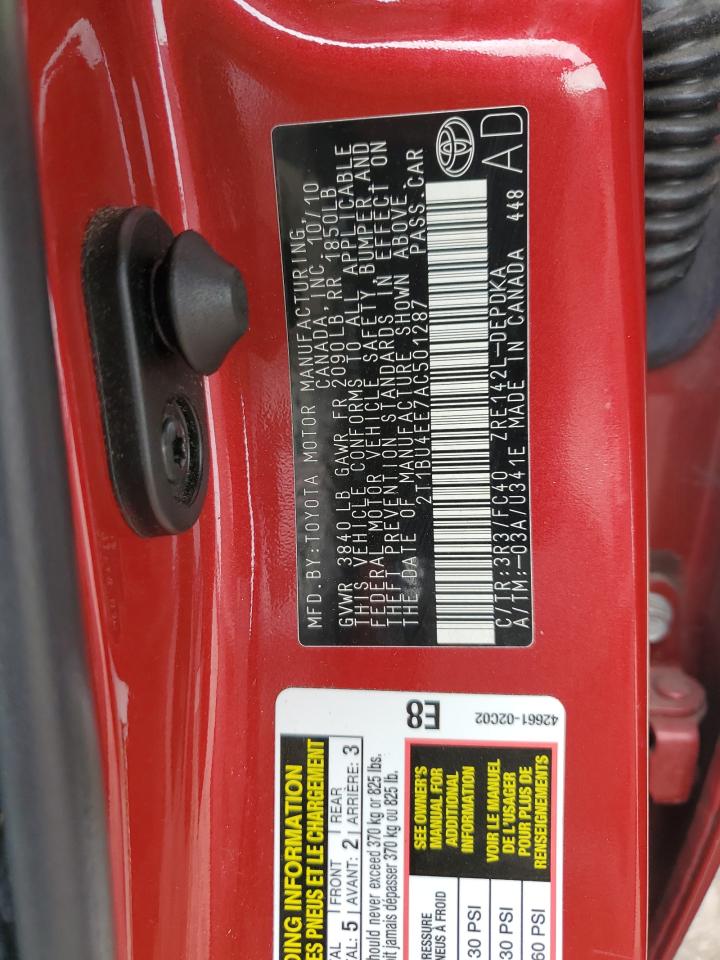 MFD.BY:TOYOTA MOTOR MANUFACTURING,
CANADA, INC. 10/10
GVWR 3840LB GAWR FR 2090LB RR 1850LB
THIS VEHICLE CONFORMS TO ALL APPLICABLE
FEDERAL MOTOR VEHICLE SAFETY, BUMPER AND
THEFT PREVENTION STANDARDS IN EFFECT ON
THE DATE OF MANUFACTURE SHOWN ABOVE.
2T1BU4EE7AC501287 PASS.CAR
C/TR:3R3/FC40 ZRE142L-DEPDKA
A/TM:-03A/U341E MADE IN CANADA 448
AD
DING INFORMATION
ES PNEUS ET LE CHARGEMENT
AL FRONT REAR
TAL: 5 AVANT: 2 ARRIÈRE: 3
should never exceed 370 kg or 825 lbs.
it jamais dépasser 370 kg ou 825 lb.
RESSURE
NEUS À FROID
30 PSI
30 PSI
60 PSI
SEE OWNER'S
MANUAL FOR
ADDITIONAL
INFORMATION
VOIR LE MANUEL
DE L'USAGER
POUR PLUS DE
RENSEIGNEMENTS
E8
42661-02C02